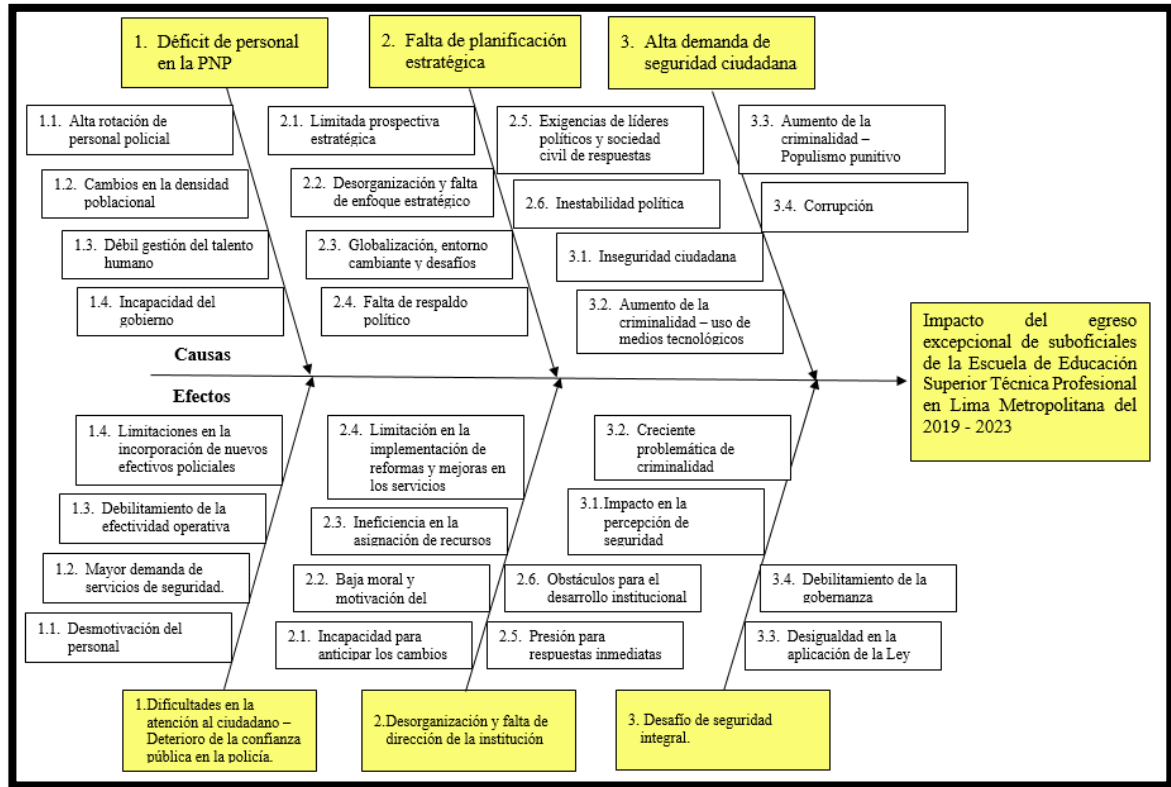 1. Déficit de personal
en la PNP
2. Falta de planificación
estratégica
3. Alta demanda de
seguridad ciudadana
1.1. Alta rotación de
personal policial
1.2. Cambios en la densidad
poblacional
1.3. Débil gestión del talento
humano
1.4. Incapacidad del
gobierno
2.1. Limitada prospectiva
estratégica
2.2. Desorganización y falta
de enfoque estratégico
2.3. Globalización, entorno
cambiante y desafíos
2.4. Falta de respaldo
político
2.5. Exigencias de líderes
políticos y sociedad
civil de respuestas
2.6. Inestabilidad política
3.1. Inseguridad ciudadana
3.2. Aumento de la
criminalidad – uso de
medios tecnológicos
3.3. Aumento de la
criminalidad –
Populismo punitivo
3.4. Corrupción
Causas
Efectos
Impacto del egreso
excepcional de suboficiales
de la Escuela de Educación
Superior Técnica Profesional
en Lima Metropolitana del
2019 - 2023
1.4. Limitaciones en la
incorporación de nuevos
efectivos policiales
1.3. Debilitamiento de la
efectividad operativa
1.2. Mayor demanda de
servicios de seguridad.
1.1. Desmotivación del
personal
2.4. Limitación en la
implementación de
reformas y mejoras en
los servicios
2.3. Ineficiencia en la
asignación de recursos
2.2. Baja moral y
motivación del
2.1. Incapacidad para
anticipar los cambios
2.6. Obstáculos para el
desarrollo institucional
2.5. Presión para
respuestas inmediatas
3.2. Creciente
problemática de
criminalidad
3.1.Impacto en la
percepción de
seguridad
3.4. Debilitamiento de la
gobernanza
3.3. Desigualdad en la
aplicación de la Ley
1.Dificultades en la
atención al ciudadano –
Deterioro de la confianza
pública en la policía.
2.Desorganización y falta de
dirección de la institución
3. Desafío de seguridad
integral.